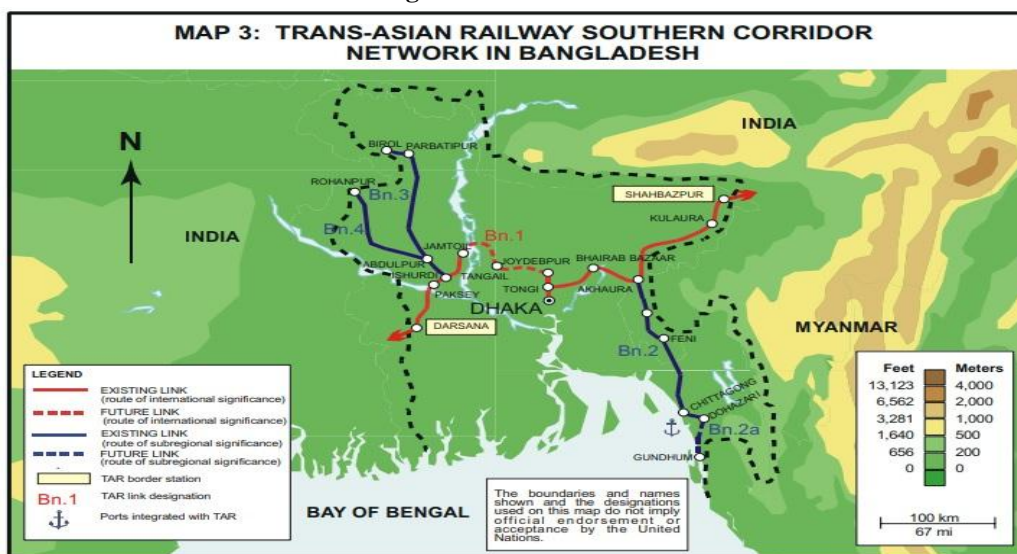 MAP 3: TRANS-ASIAN RAILWAY SOUTHERN CORRIDOR
NETWORK IN BANGLADESH
N
INDIA
INDIA
MYANMAR
BIROL
PARBATIPUR
ROHANPUR
Bn.3
Bn.4
SHAHBAZPUR
KULAURA
JAMTOIL
Bn.1
ABDULPUR
ISHURDI
TANGAIL
JOYDEBPUR
BHAIRAB BAZAAR
PAKSEY
TONGI
AKHAURA
DHAKA
DARSANA
Bn.2
FENI
CHITTAGONG
DOHAZARI
Bn.2a
GUNDHUM
BAY OF BENGAL
LEGEND
EXISTING LINK
(route of international significance)
FUTURE LINK
(route of international significance)
EXISTING LINK
(route of subregional significance)
FUTURE LINK
(route of subregional significance)
TAR border station
Bn.1 TAR link designation
Ports integrated with TAR
The boundaries and names
shown and the designations
used on this map do not imply
official endorsement or
acceptance by the United
Nations.
Feet Meters
13,123 4,000
6,562 2,000
3,281 1,000
1,640 500
656 200
0 0
100 km
67 mi